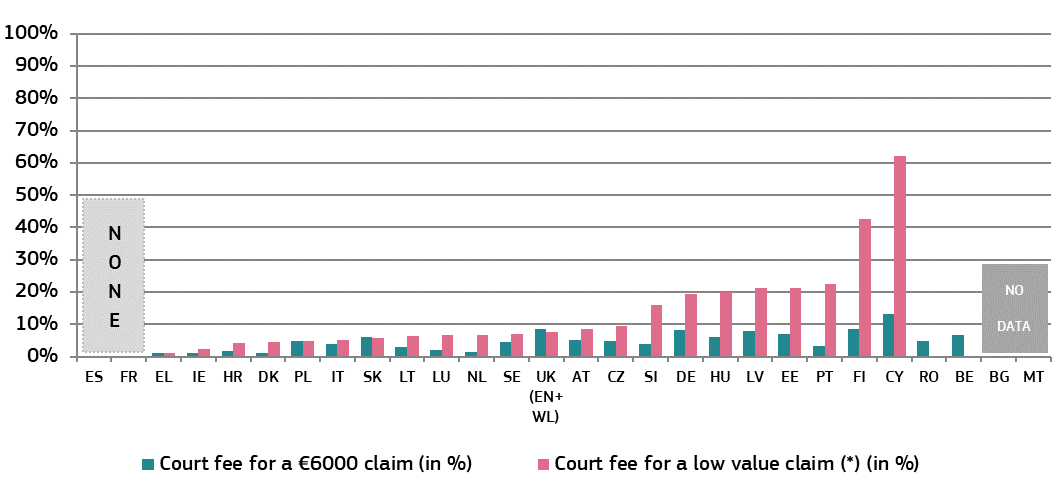 100%
90%
80%
70%
60%
50%
40%
30%
20%
10%
0%
N
O
N
E
NO
DATA
ES FR EL IE HR DK PL IT SK LT LU NL SE UK AT CZ SI DE HU LV EE PT FI CY RO BE BG MT
(EN+
WL)
Court fee for a €6000 claim (in %) Court fee for a low value claim (*) (in %)